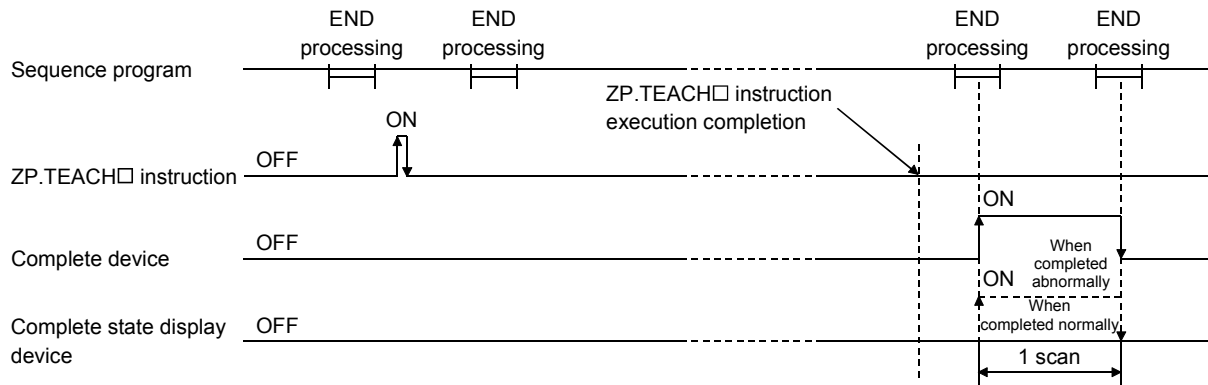 END processing
END processing
END processing
END processing
Sequence program
ZP.TEACH□ instruction
execution completion
ON
OFF
ZP.TEACH□ instruction
ON
OFF
Complete device
When
completed
abnormally
ON
When
completed normally
OFF
Complete state display
device
1 scan